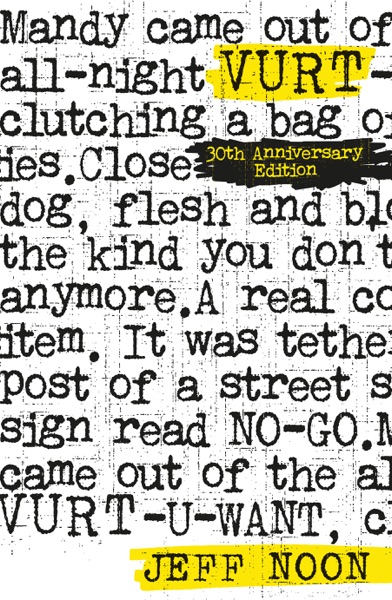 Mandy came out of
all-night VURT-
clutching a bag o
ies. Close
30th Anniversary
Edition
dog, flesh and blo
the kind you don't
anymore. A real co
item. It was tethe
post of a street s
sign read NO-GO. M
came out of the al
VURT-U-WANT, c
JEFF NOON